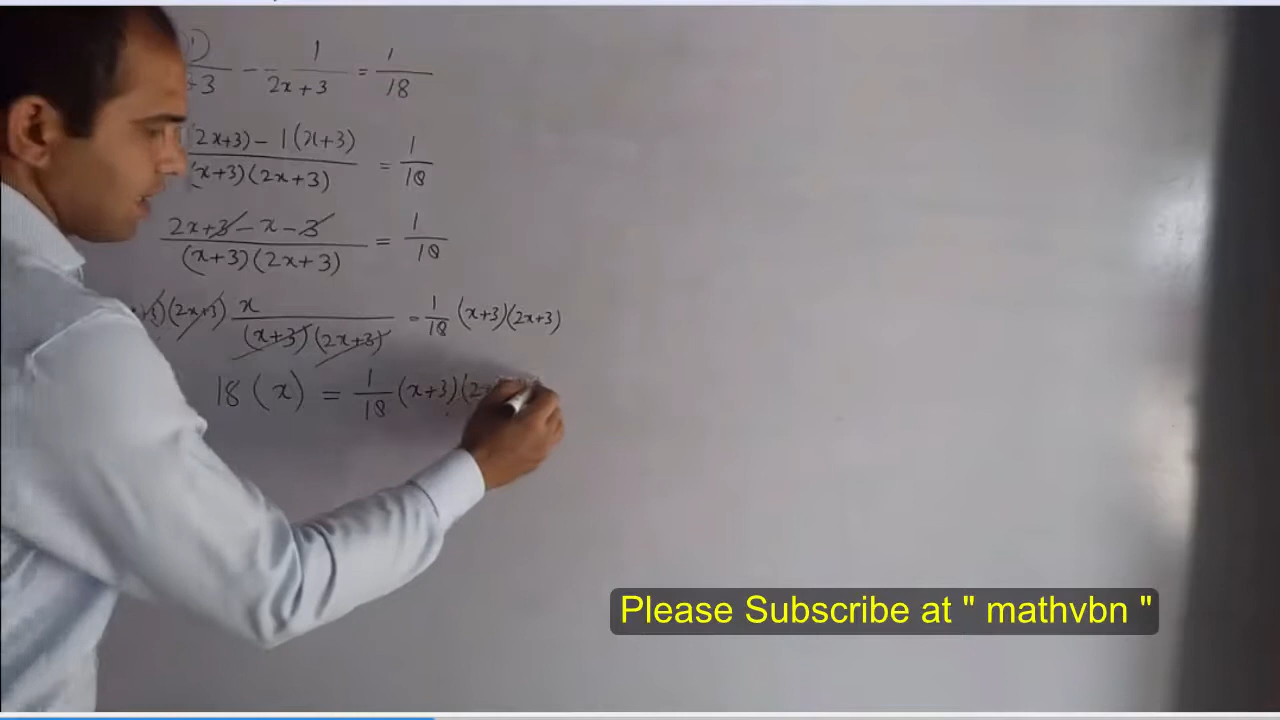 1) +3 - 1/2x+3 = 1/18
2x+3) - 1(x+3) / (x+3)(2x+3) = 1/18
2x+3-x-3 / (x+3)(2x+3) = 1/18
+3)(2x+3) x / (x+3)(2x+3) = 1/18 (x+3)(2x+3)
18(x) = 1/18 (x+3)(2
Please Subscribe at " mathvbn "